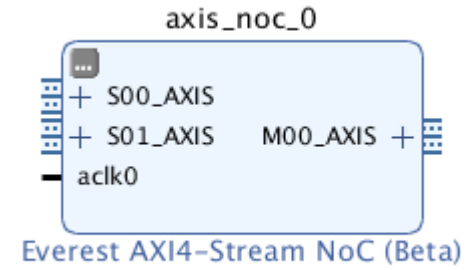 axis_noc_0
...
+ S00_AXIS
+ S01_AXIS M00_AXIS +
aclk0
Everest AXI4-Stream NoC (Beta)